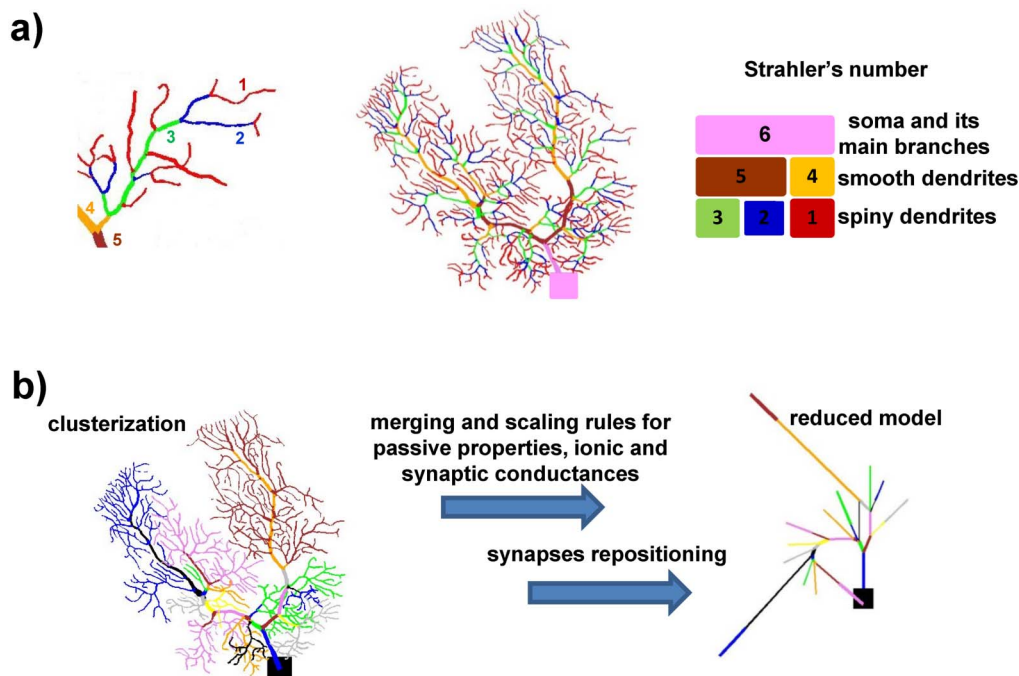 a)
1
2
3
4
5
Strahler's number
6
soma and its
main branches
5 4 smooth dendrites
3 2 1 spiny dendrites
b)
clusterization
merging and scaling rules for
passive properties, ionic and
synaptic conductances
synapses repositioning
reduced model